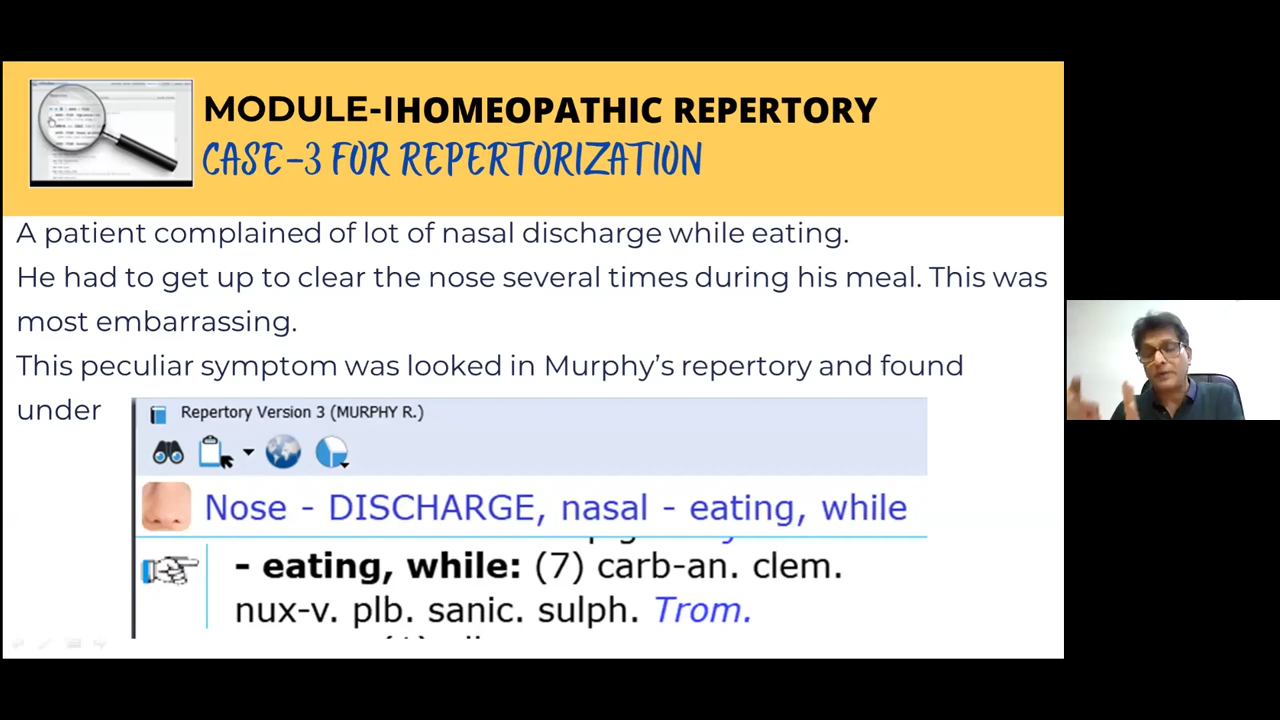 MODULE-IHOMEOPATHIC REPERTORY
CASE-3 FOR REPERTORIZATION
A patient complained of lot of nasal discharge while eating.
He had to get up to clear the nose several times during his meal. This was
most embarrassing.
This peculiar symptom was looked in Murphy’s repertory and found
under
Repertory Version 3 (MURPHY R.)
Nose - DISCHARGE, nasal - eating, while
- eating, while: (7) carb-an. clem.
nux-v. plb. sanic. sulph. Trom.